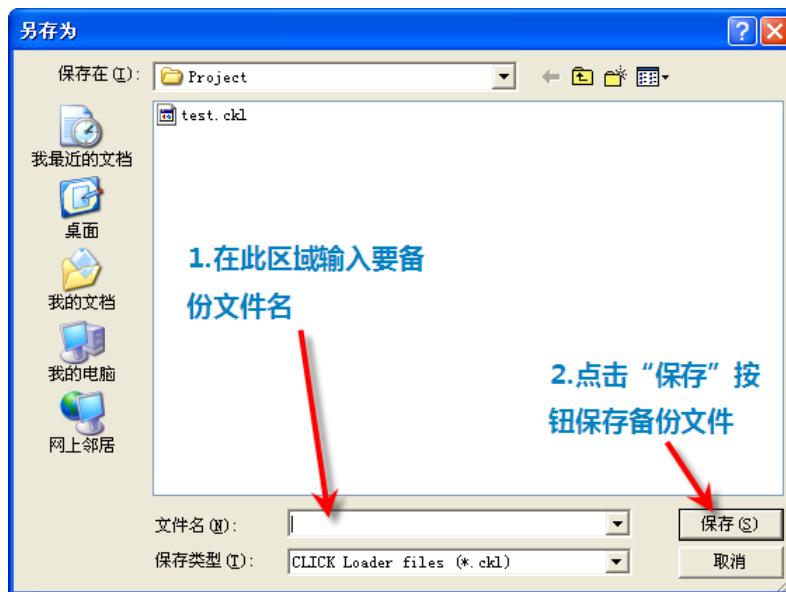 另存为
保存在(I):
Project
test.ckl
我最近的文档
桌面
我的文档
我的电脑
网上邻居
1.在此区域输入要备
份文件名
2.点击“保存”按
钮保存备份文件
文件名(N):
保存(S)
保存类型(T):
CLICK Loader files (*.ckl)
取消